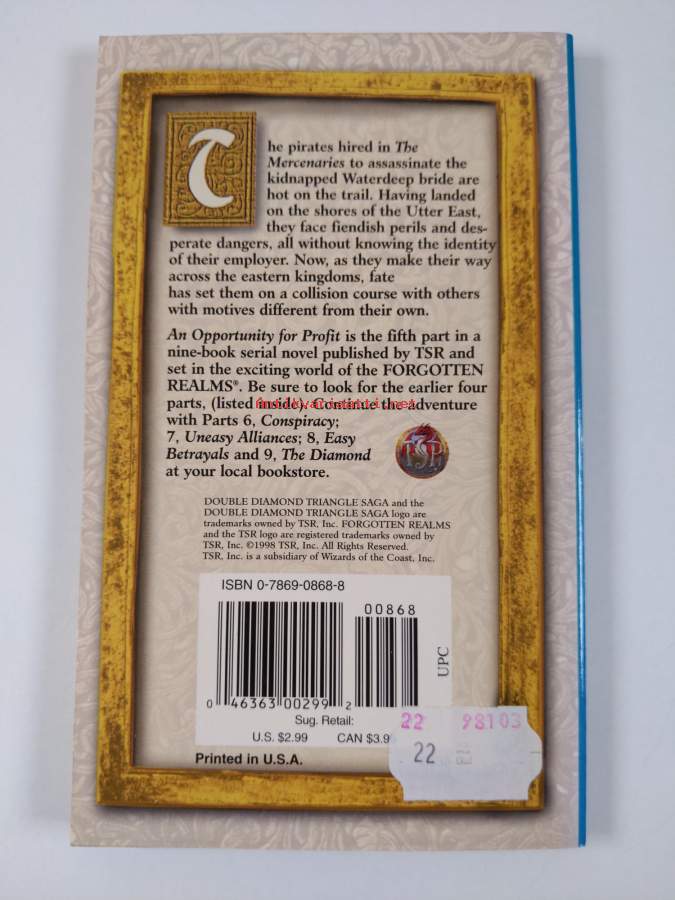 The pirates hired in The
Mercenaries to assassinate the
kidnapped Waterdeep bride are
hot on the trail. Having landed
on the shores of the Utter East,
they face fiendish perils and des-
perate dangers, all without knowing the identity
of their employer. Now, as they make their way
across the eastern kingdoms, fate
has set them on a collision course with others
with motives different from their own.
An Opportunity for Profit is the fifth part in a
nine-book serial novel published by TSR and
set in the exciting world of the FORGOTTEN
REALMS®. Be sure to look for the earlier four
parts, (listed inside). Continue the adventure
with Parts 6, Conspiracy;
7, Uneasy Alliances; 8, Easy
Betrayals and 9, The Diamond
at your local bookstore.
TSR
DOUBLE DIAMOND TRIANGLE SAGA and the
DOUBLE DIAMOND TRIANGLE SAGA logo are
trademarks owned by TSR, Inc. FORGOTTEN REALMS
and the TSR logo are registered trademarks owned by
TSR, Inc. ©1998 TSR, Inc. All Rights Reserved.
TSR, Inc. is a subsidiary of Wizards of the Coast, Inc.
ISBN 0-7869-0868-8
00868
UPC
0 46363 00299 2
Sug. Retail:
U.S. $2.99 CAN $3.9
22 98103
22
Printed in U.S.A.